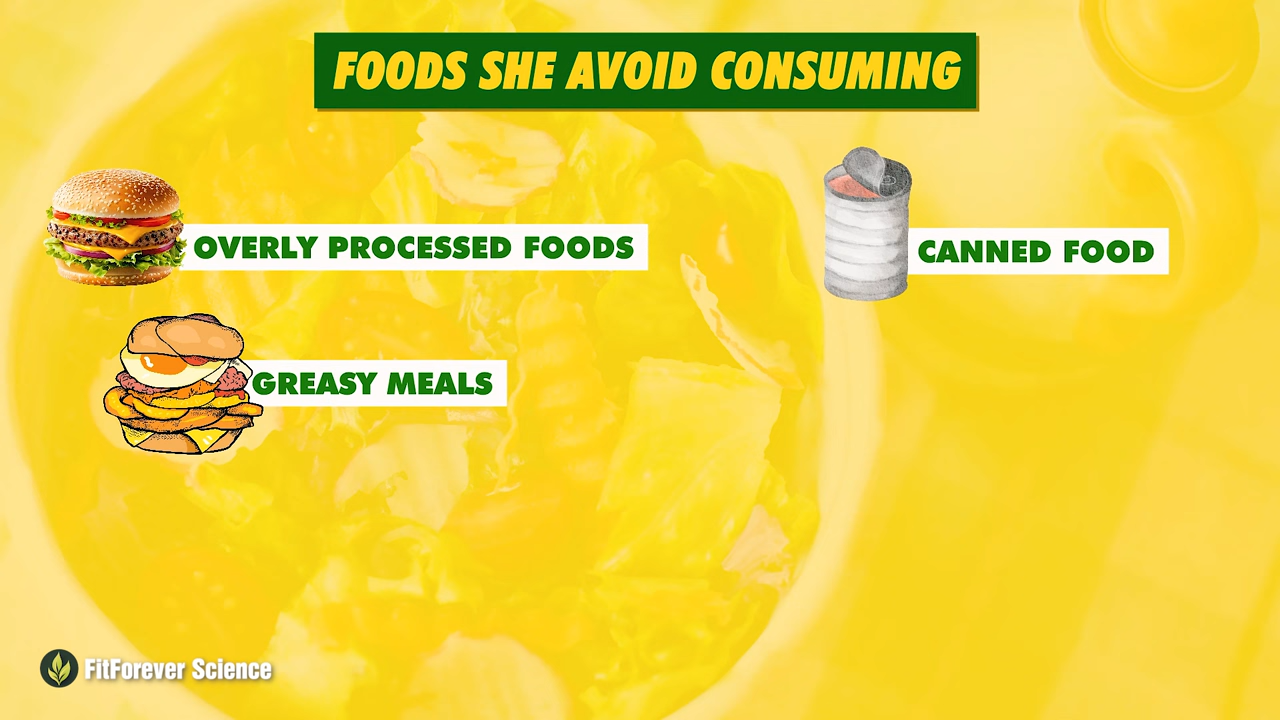 FOODS SHE AVOID CONSUMING
OVERLY PROCESSED FOODS
CANNED FOOD
GREASY MEALS
FitForever Science